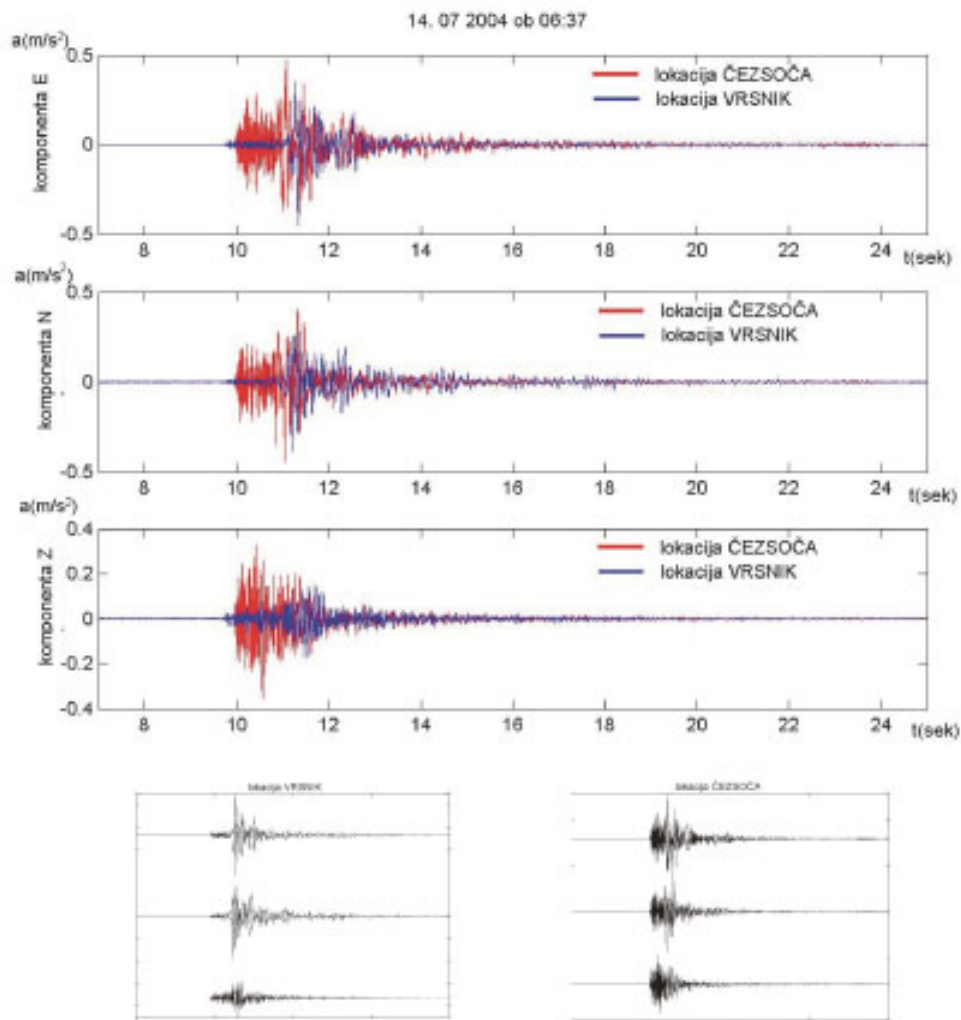 14. 07 2004 ob 06:37
a(m/s²)
komponenta E
0.5
0
-0.5
lokacija ČEZSOČA
lokacija VRSNIK
8 10 12 14 16 18 20 22 24
t(sek)
a(m/s²)
komponenta N
0.5
0
-0.5
lokacija ČEZSOČA
lokacija VRSNIK
8 10 12 14 16 18 20 22 24
t(sek)
a(m/s²)
komponenta Z
0.4
0.2
0
-0.2
-0.4
lokacija ČEZSOČA
lokacija VRSNIK
8 10 12 14 16 18 20 22 24
t(sek)
lokacija VRSNIK
lokacija ČEZSOČA